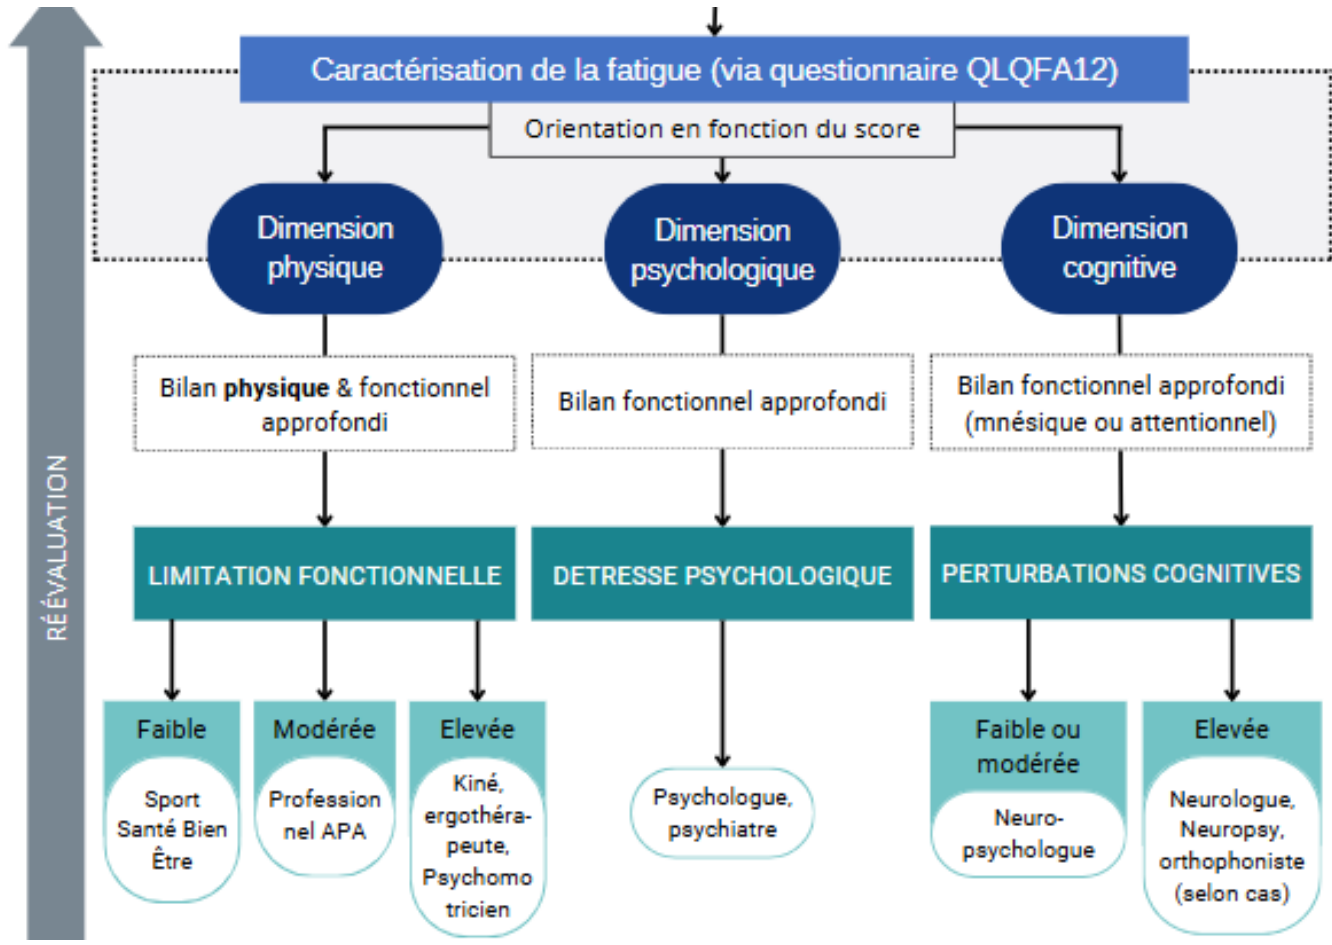 Caractérisation de la fatigue (via questionnaire QLQFA12)
Orientation en fonction du score
Dimension
physique
Dimension
psychologique
Dimension
cognitive
Bilan physique & fonctionnel
approfondi
Bilan fonctionnel approfondi
Bilan fonctionnel approfondi
(mnésique ou attentionnel)
RÉÉVALUATION
LIMITATION FONCTIONNELLE
DETRESSE PSYCHOLOGIQUE
PERTURBATIONS COGNITIVES
Faible
Sport
Santé Bien
Être
Modérée
Profession
nel APA
Elevée
Kiné,
ergothéra-
peute,
Psychomo
tricien
Psychologue,
psychiatre
Faible ou
modérée
Neuro-
psychologue
Elevée
Neurologue,
Neuropsy,
orthophoniste
(selon cas)